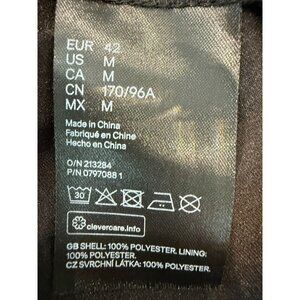 EUR 42
US M
CA M
CN 170/96A
MX M
Made in China
Fabriqué en Chine
Hecho en China
O/N 213284
P/N 0797088 1
30
clevercare.info
GB SHELL: 100% POLYESTER. LINING:
100% POLYESTER.
CZ SVRCHNÍ LÁTKA: 100% POLYESTER.